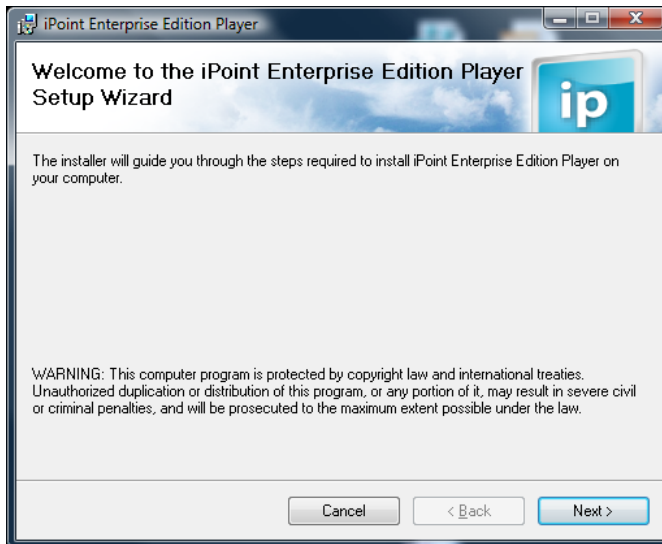 iPoint Enterprise Edition Player
Welcome to the iPoint Enterprise Edition Player
Setup Wizard
ip
The installer will guide you through the steps required to install iPoint Enterprise Edition Player on
your computer.
WARNING: This computer program is protected by copyright law and international treaties.
Unauthorized duplication or distribution of this program, or any portion of it, may result in severe civil
or criminal penalties, and will be prosecuted to the maximum extent possible under the law.
Cancel
< Back
Next >